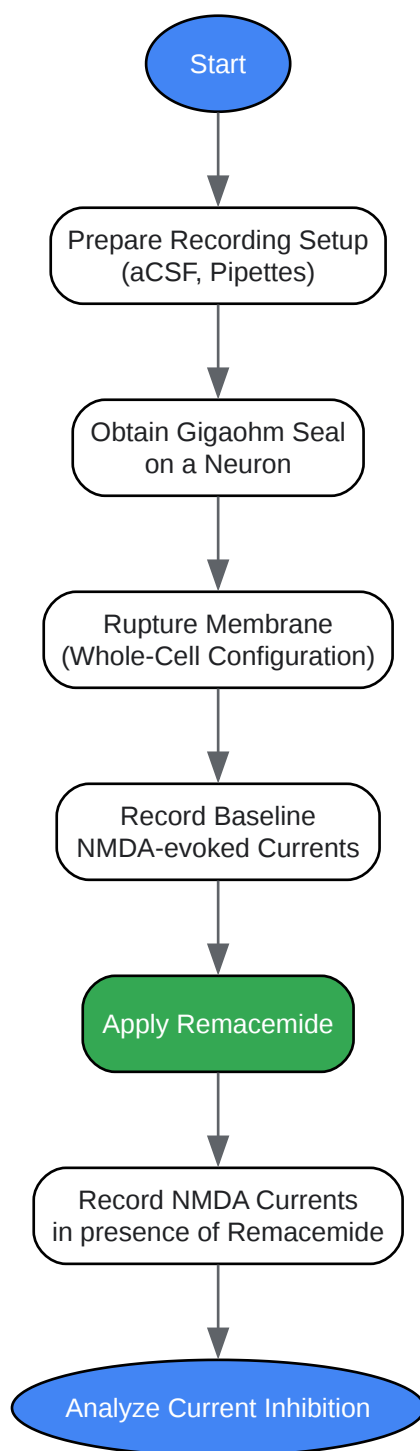 Start
Prepare Recording Setup
(aCSF, Pipettes)
Obtain Gigaohm Seal
on a Neuron
Rupture Membrane
(Whole-Cell Configuration)
Record Baseline
NMDA-evoked Currents
Apply Remacemide
Record NMDA Currents
in presence of Remacemide
Analyze Current Inhibition